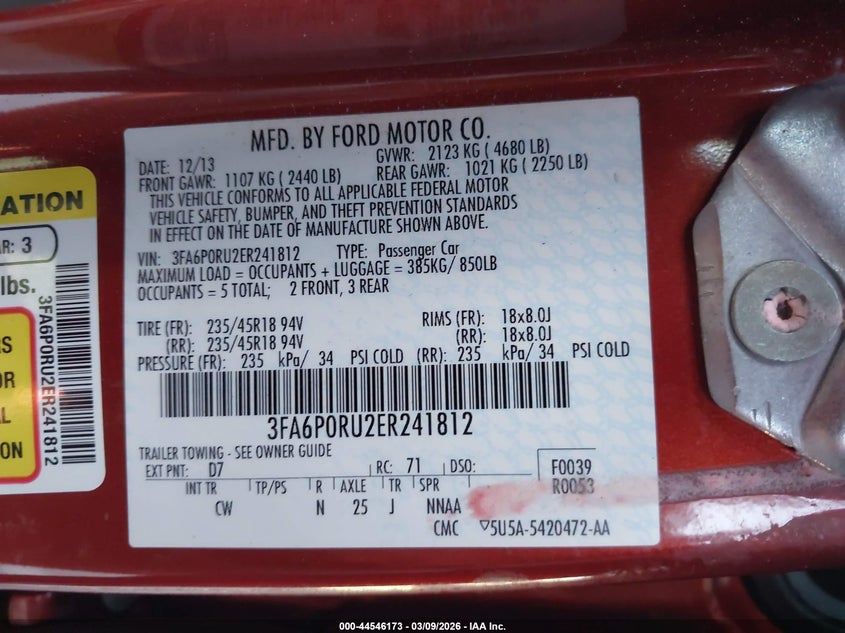 MFD. BY FORD MOTOR CO.
DATE: 12/13 GVWR: 2123 KG ( 4680 LB)
FRONT GAWR: 1107 KG ( 2440 LB) REAR GAWR: 1021 KG ( 2250 LB)
THIS VEHICLE CONFORMS TO ALL APPLICABLE FEDERAL MOTOR
VEHICLE SAFETY, BUMPER, AND THEFT PREVENTION STANDARDS
IN EFFECT ON THE DATE OF MANUFACTURE SHOWN ABOVE.
VIN: 3FA6P0RU2ER241812 TYPE: Passenger Car
MAXIMUM LOAD = OCCUPANTS + LUGGAGE = 385KG/ 850LB
OCCUPANTS = 5 TOTAL; 2 FRONT, 3 REAR
TIRE (FR): 235/45R18 94V RIMS (FR): 18x8.0J
(RR): 235/45R18 94V (RR): 18x8.0J
PRESSURE (FR): 235 kPa/ 34 PSI COLD (RR): 235 kPa/ 34 PSI COLD
3FA6P0RU2ER241812
TRAILER TOWING - SEE OWNER GUIDE
EXT PNT: D7 RC: 71 DSO: F0039
R0053
INT TR TP/PS R AXLE TR SPR
CW N 25 J NNAA
CMC ▽5U5A-5420472-AA
ATION
AR: 3
lbs.
3FA6P0RU2ER241812
RS
OR
AL
ON
000-44546173 - 03/09/2026 - IAA Inc.